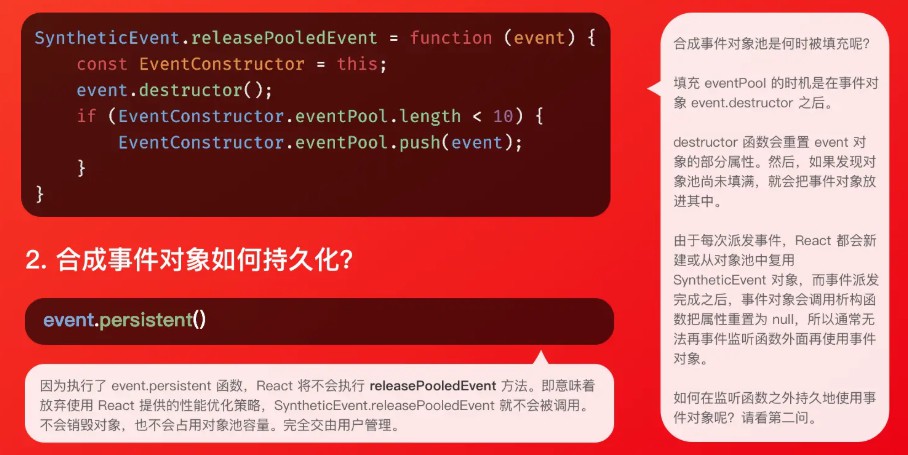 SyntheticEvent.releasePooledEvent = function (event) {
    const EventConstructor = this;
    event.destructor();
    if (EventConstructor.eventPool.length < 10) {
        EventConstructor.eventPool.push(event);
    }
}
2. 合成事件对象如何持久化?
event.persistent()
因为执行了 event.persistent 函数，React 将不会执行 releasePooledEvent 方法。即意味着
放弃使用 React 提供的性能优化策略，SyntheticEvent.releasePooledEvent 就不会被调用。
不会销毁对象，也不会占用对象池容量。完全交由用户管理。
合成事件对象池是何时被填充呢?
填充 eventPool 的时机是在事件对
象 event.destructor 之后。
destructor 函数会重置 event 对
象的部分属性。然后，如果发现对
象池尚未填满，就会把事件对象放
进其中。
由于每次派发事件，React 都会新
建或从对象池中复用
SyntheticEvent 对象，而事件派发
完成之后，事件对象会调用析构函
数把属性重置为 null，所以通常无
法再事件监听函数外面再使用事件
对象。
如何在监听函数之外持久地使用事
件对象呢？请看第二问。